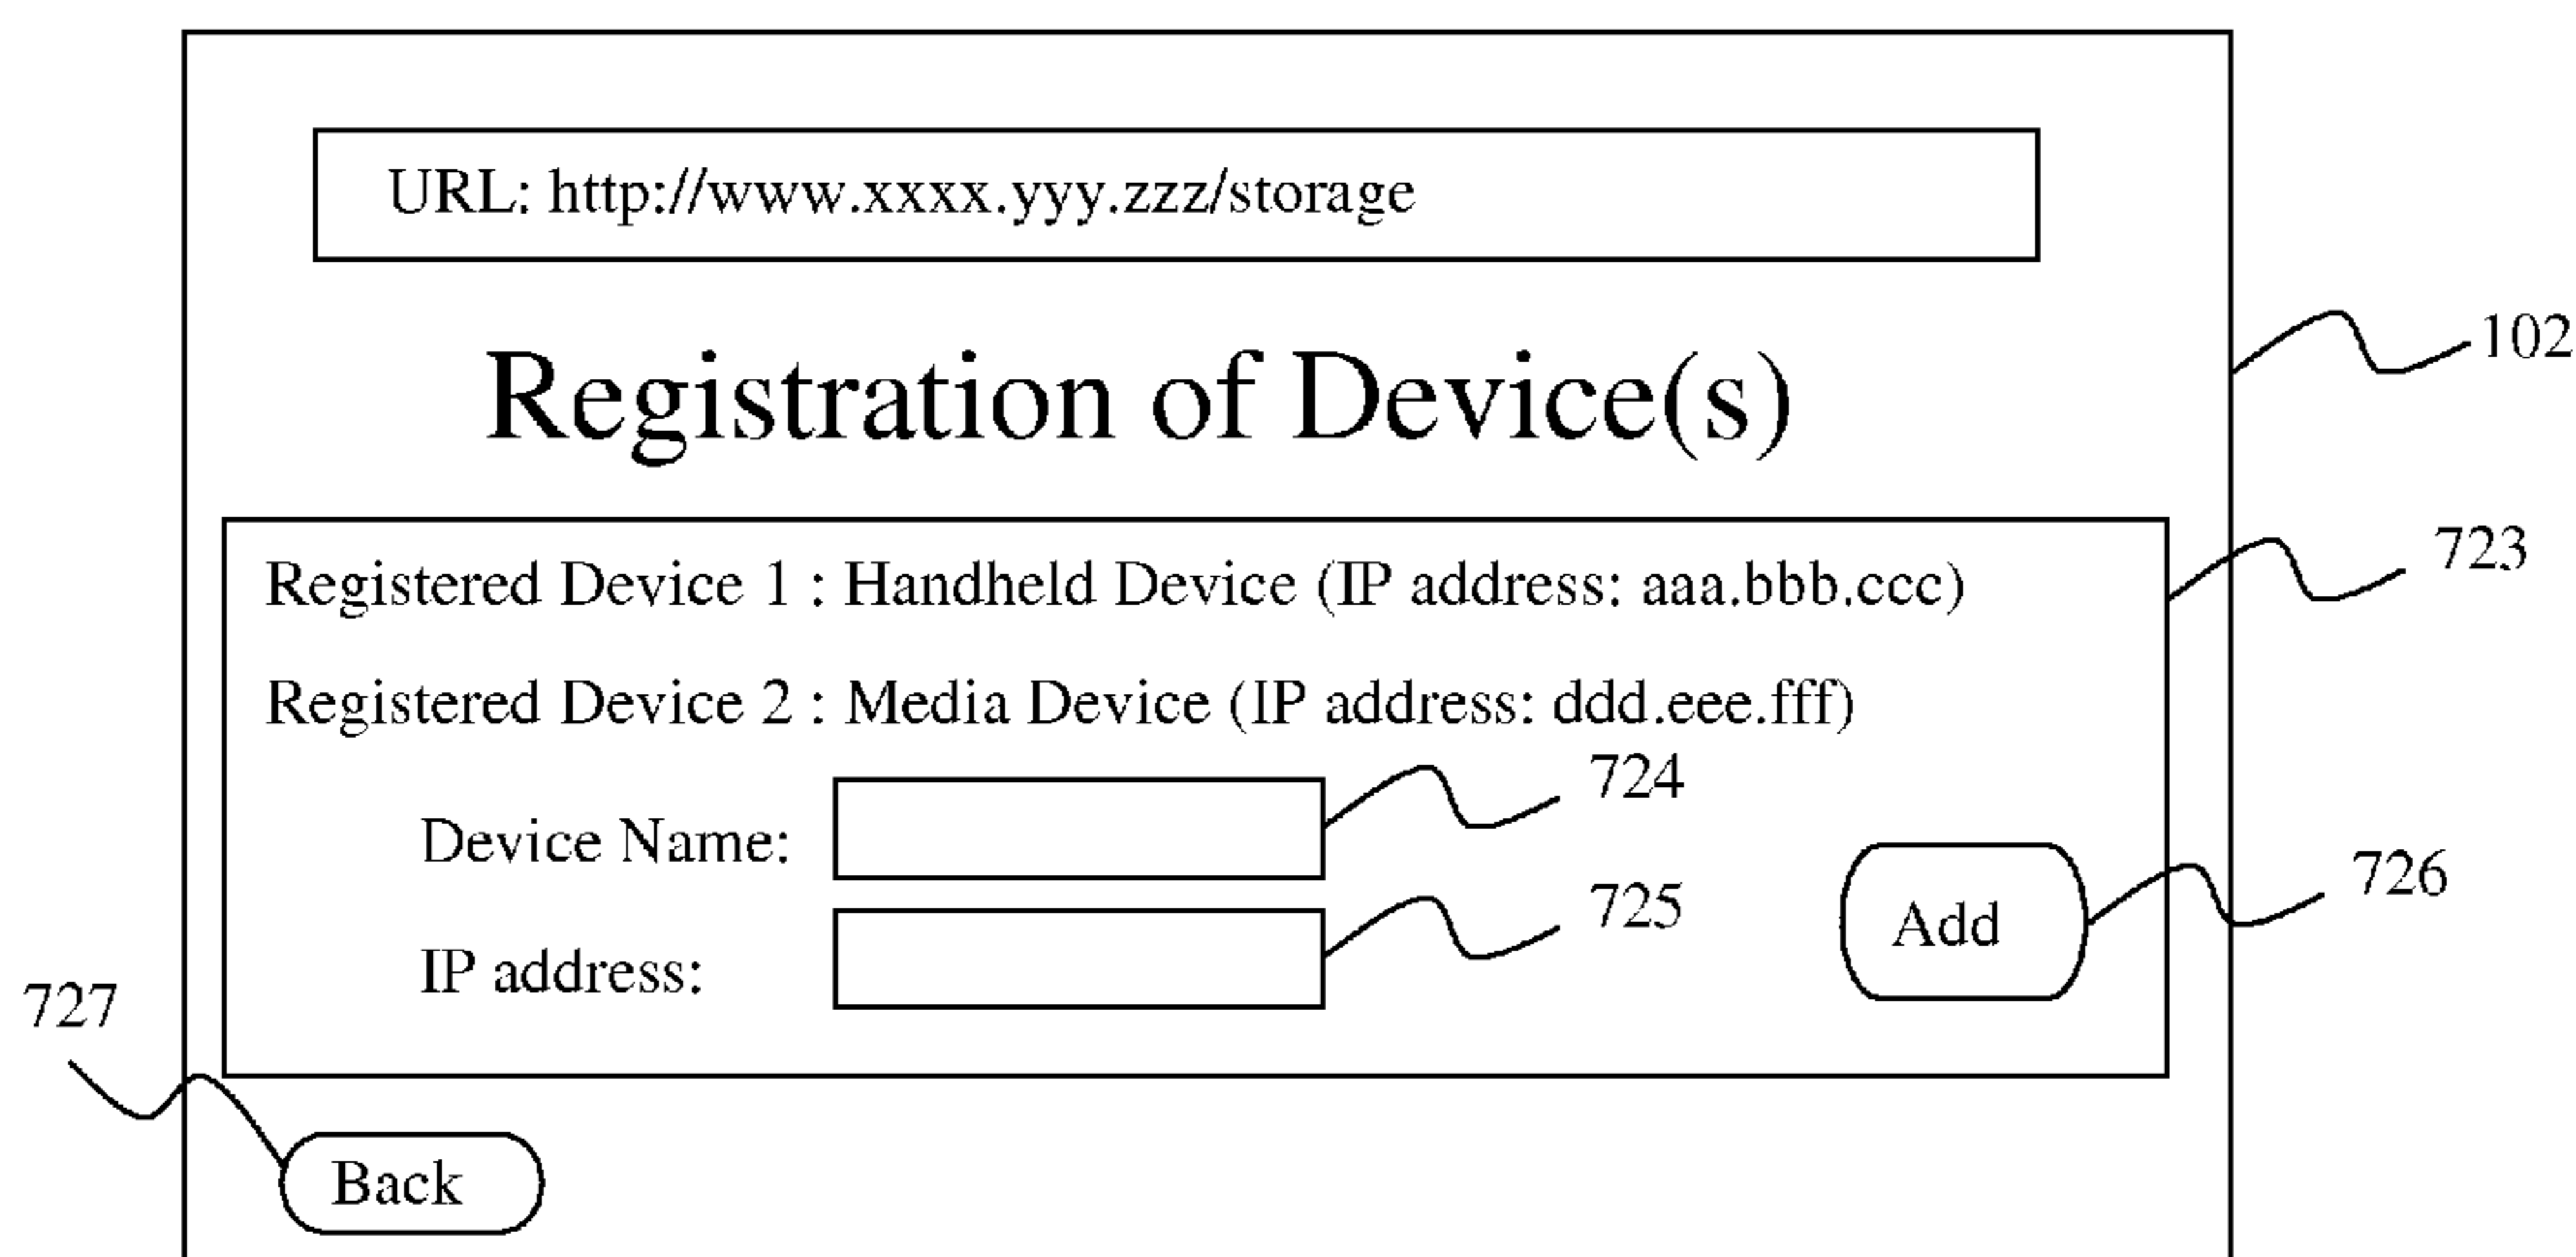 URL: http://www.xxxx.yyy.zzz/storage
102
Registration of Device(s)
723
Registered Device 1 : Handheld Device (IP address: aaa.bbb.ccc)
Registered Device 2 : Media Device (IP address: ddd.eee.fff)
724
Device Name:
725
726
Add
IP address:
727
Back